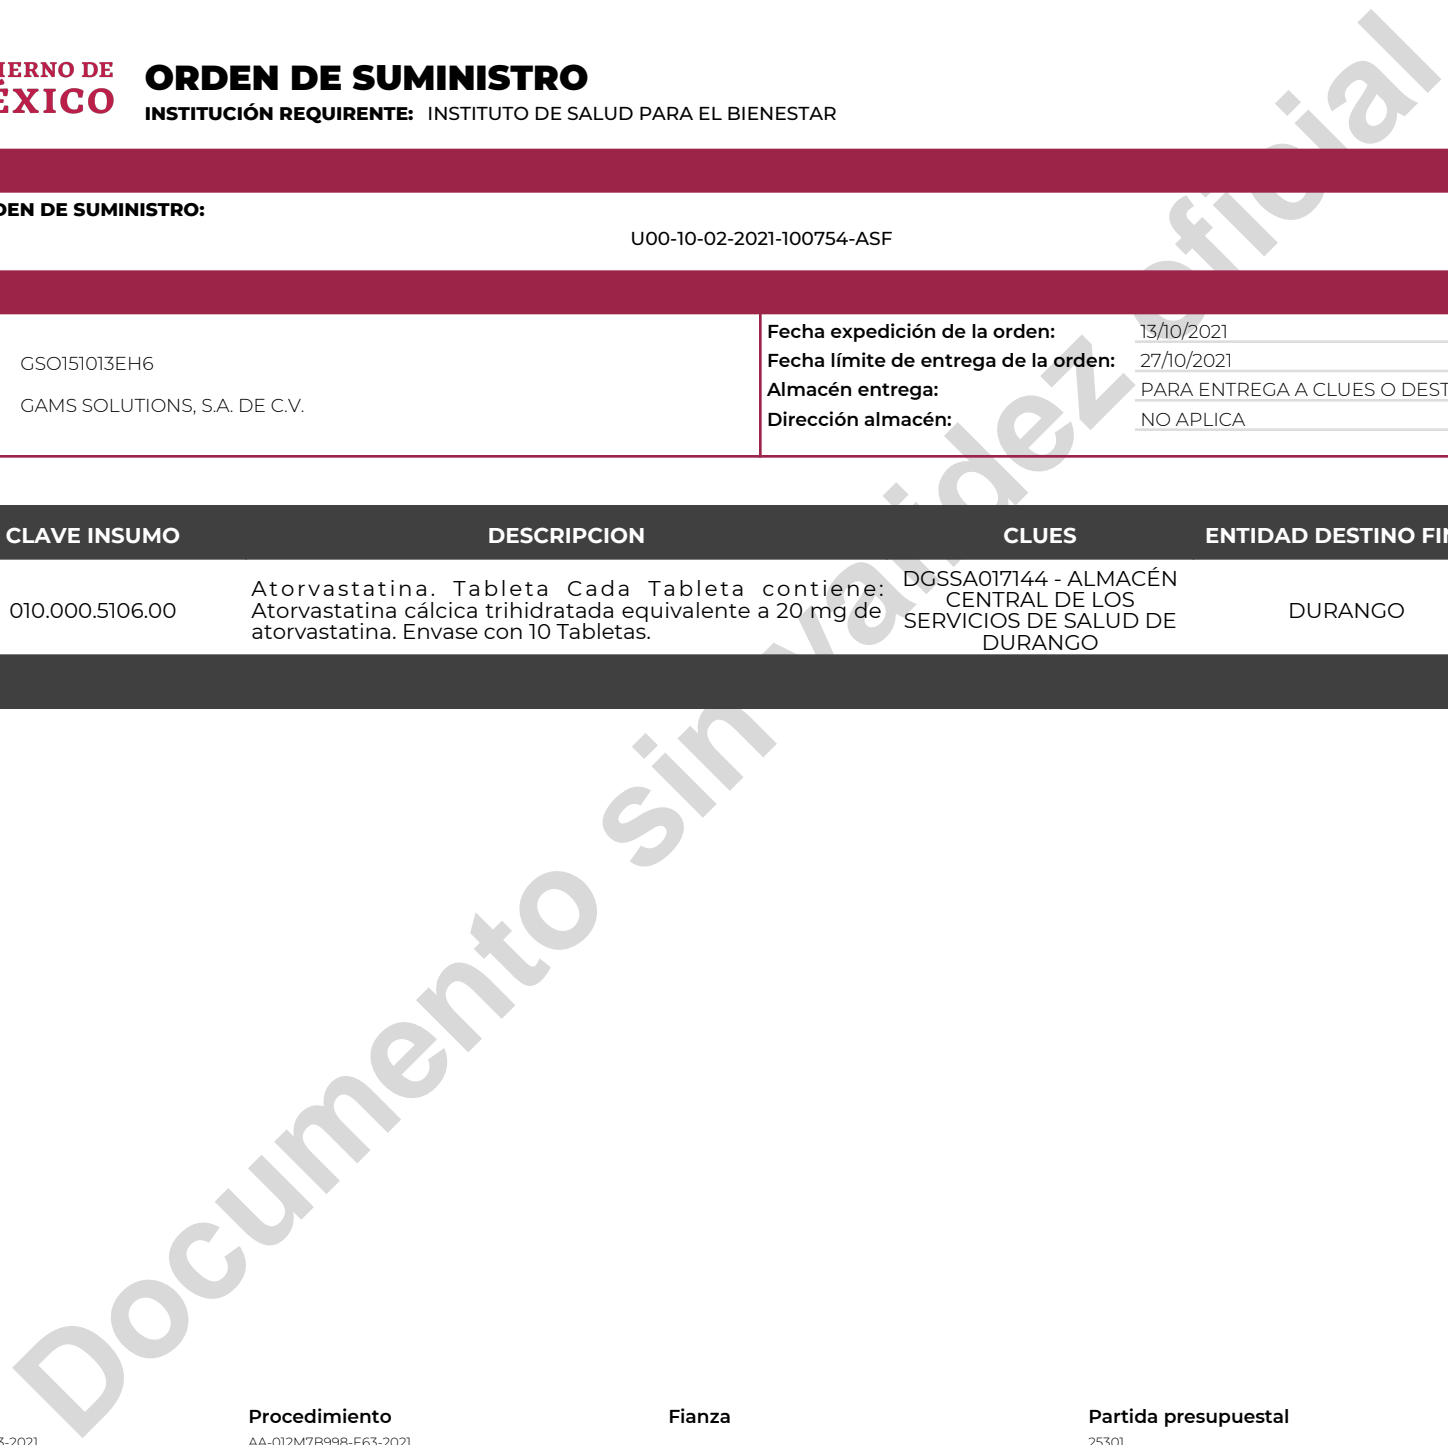 IERNO DE
ÉXICO
ORDEN DE SUMINISTRO
INSTITUCIÓN REQUIRENTE: INSTITUTO DE SALUD PARA EL BIENESTAR
DEN DE SUMINISTRO:
U00-10-02-2021-100754-ASF
GSO151013EH6
GAMS SOLUTIONS, S.A. DE C.V.
Fecha expedición de la orden: 13/10/2021
Fecha límite de entrega de la orden: 27/10/2021
Almacén entrega: PARA ENTREGA A CLUES O DEST
Dirección almacén: NO APLICA
CLAVE INSUMO DESCRIPCION CLUES ENTIDAD DESTINO FIN
010.000.5106.00
Atorvastatina. Tableta Cada Tableta contiene:
Atorvastatina cálcica trihidratada equivalente a 20 mg de
atorvastatina. Envase con 10 Tabletas.
DGSSA017144 - ALMACÉN
CENTRAL DE LOS
SERVICIOS DE SALUD DE
DURANGO
DURANGO
Documento sin validez oficial
Procedimiento Fianza Partida presupuestal
3-2021 AA-012M7B998-E63-2021 25301